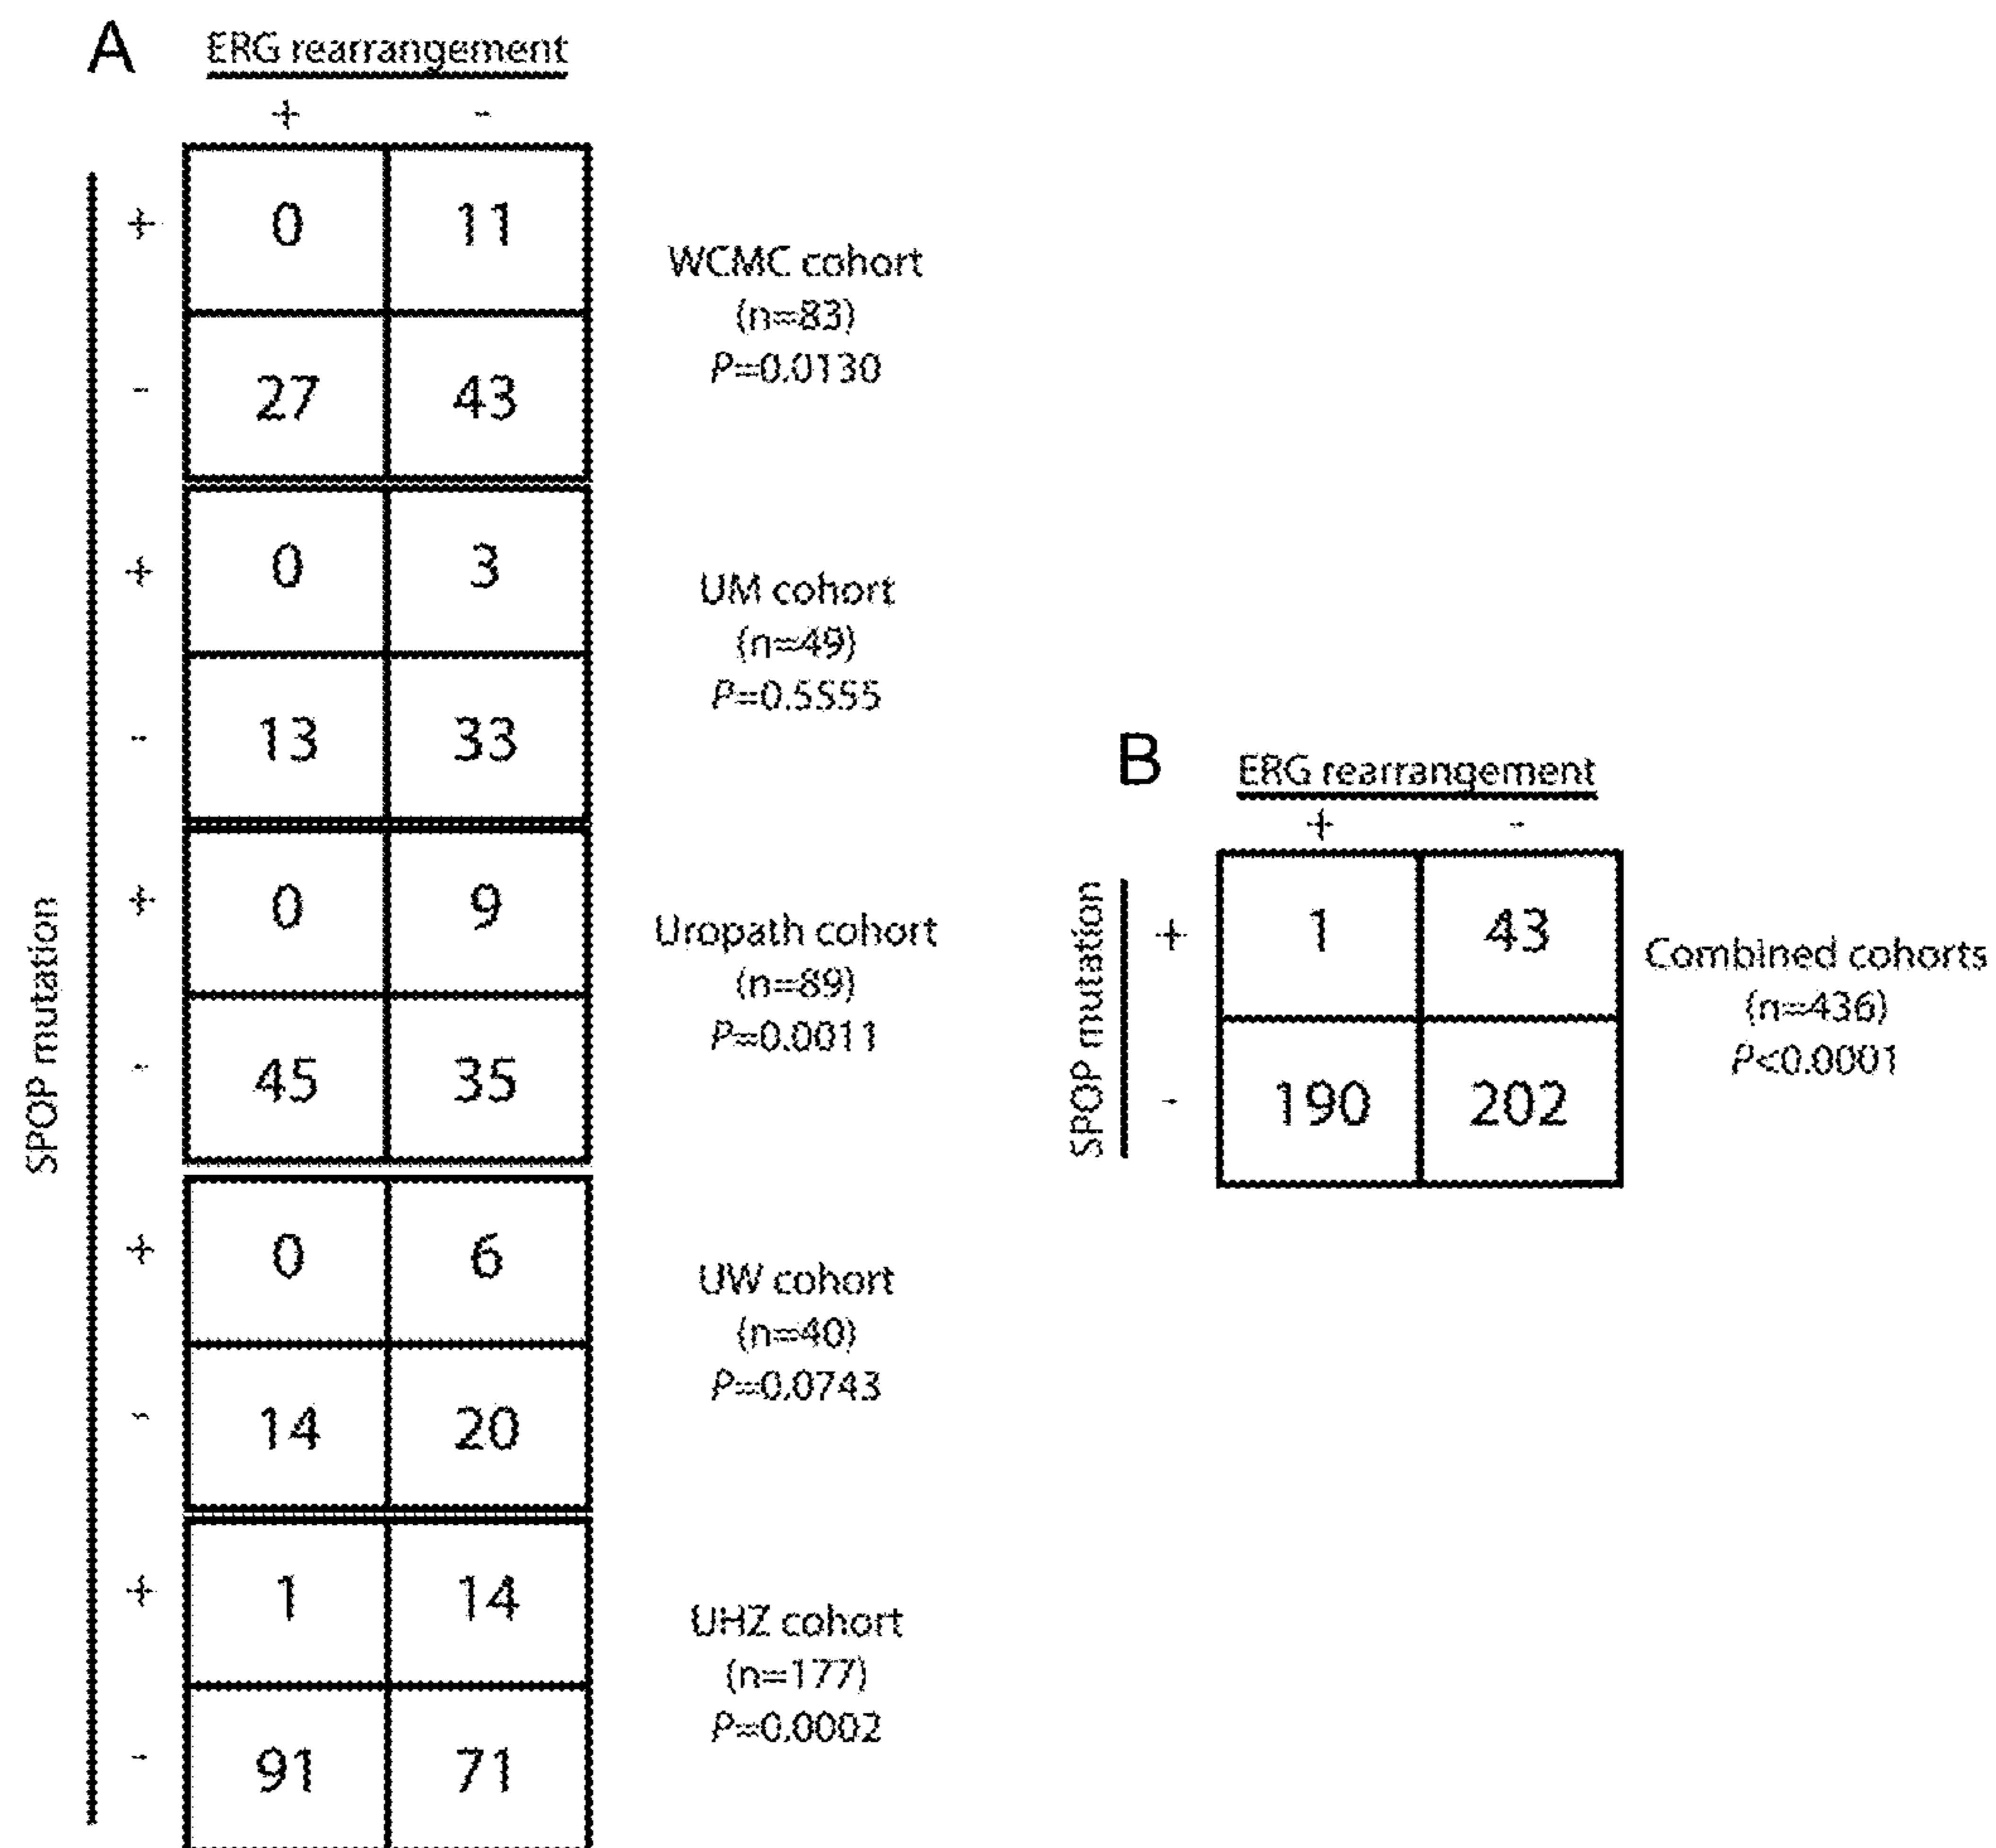 A
ERG rearrangement
+ -
SPOP mutation
+ 0 11
- 27 43
WCMC cohort
(n=83)
P=0.0130
+ 0 3
- 13 33
UM cohort
(n=49)
P=0.5555
+ 0 9
- 45 35
Uropath cohort
(n=89)
P=0.0011
+ 0 6
- 14 20
UW cohort
(n=40)
P=0.0743
+ 1 14
- 91 71
UHZ cohort
(n=177)
P=0.0002
B
ERG rearrangement
+ -
SPOP mutation
+ 1 43
- 190 202
Combined cohorts
(n=436)
P<0.0001